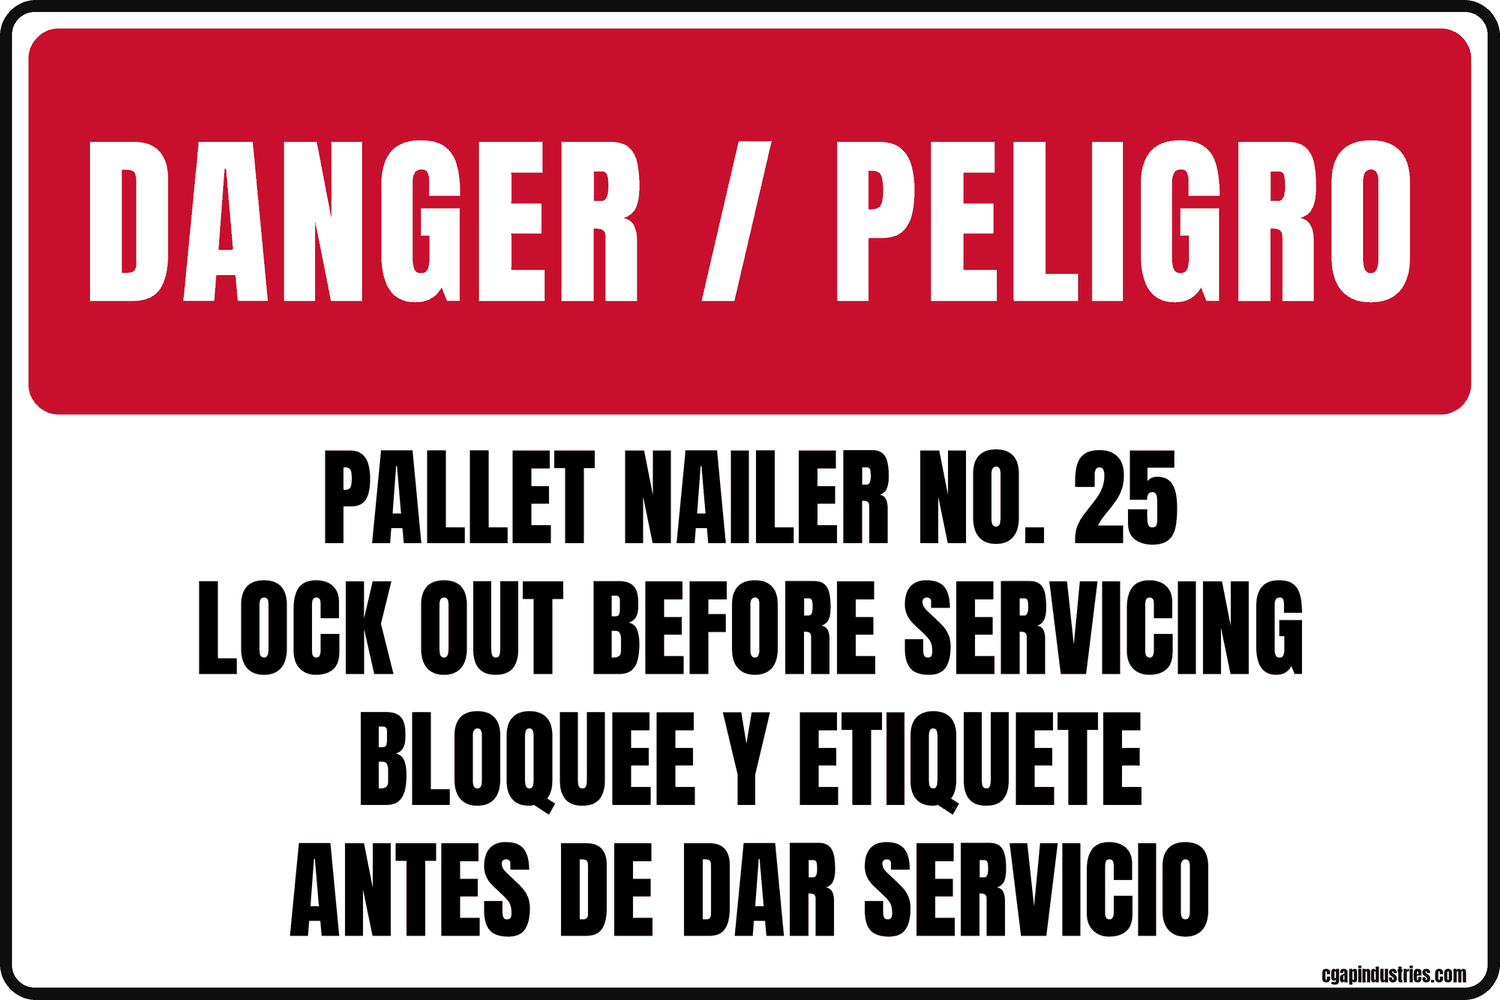 DANGER / PELIGRO
PALLET NAILER NO. 25
LOCK OUT BEFORE SERVICING
BLOQUEE Y ETIQUETE
ANTES DE DAR SERVICIO
cgapindustries.com